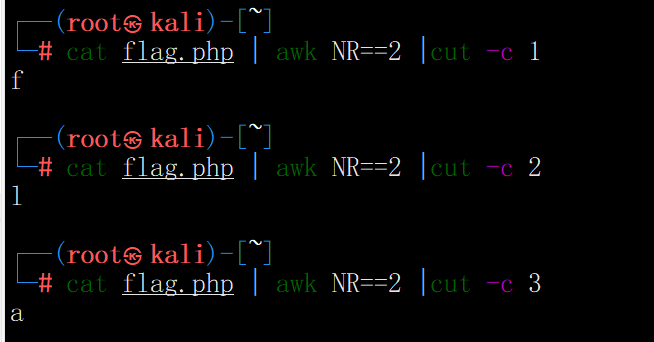 ┌──(root㉿kali)-[~]
└─# cat flag.php | awk NR==2 |cut -c 1
f
┌──(root㉿kali)-[~]
└─# cat flag.php | awk NR==2 |cut -c 2
l
┌──(root㉿kali)-[~]
└─# cat flag.php | awk NR==2 |cut -c 3
a